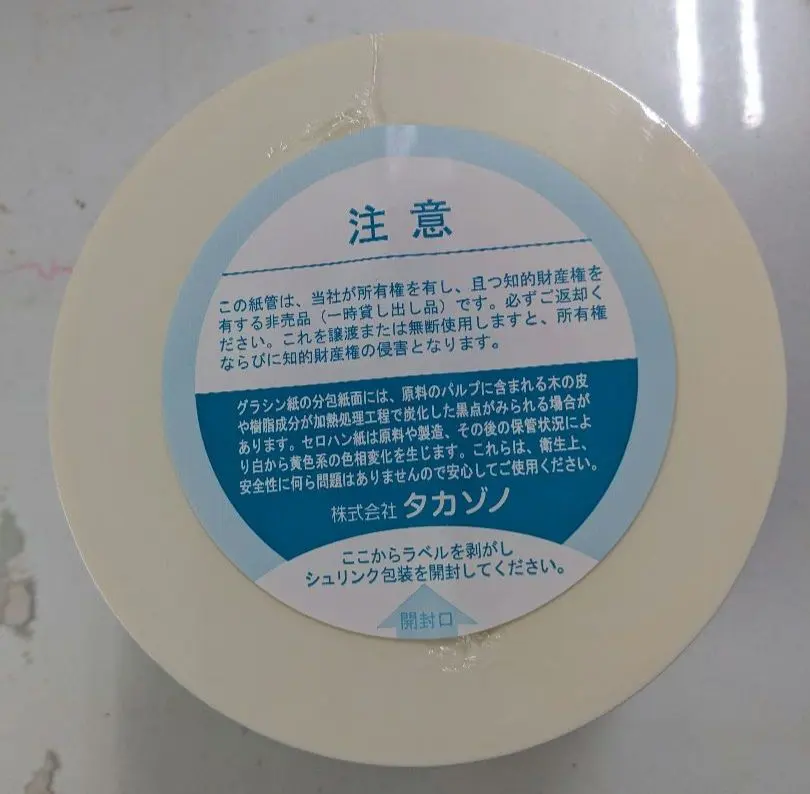 注意
この紙管は、当社が所有権を有し、且つ知的財産権を
有する非売品（一時貸し出し品）です。必ずご返却く
ださい。これを譲渡または無断使用しますと、所有権
ならびに知的財産権の侵害となります。
グラシン紙の分包紙面には、原料のパルプに含まれる木の皮
や樹脂成分が加熱処理工程で炭化した黒点がみられる場合が
あります。セロハン紙は原料や製造、その後の保管状況によ
り白から黄色系の色相変化を生じます。これらは、衛生上、
安全性に何ら問題はありませんので安心してご使用ください。
株式会社 タカゾノ
ここからラベルを剥がし
シュリンク包装を開封してください。
開封口